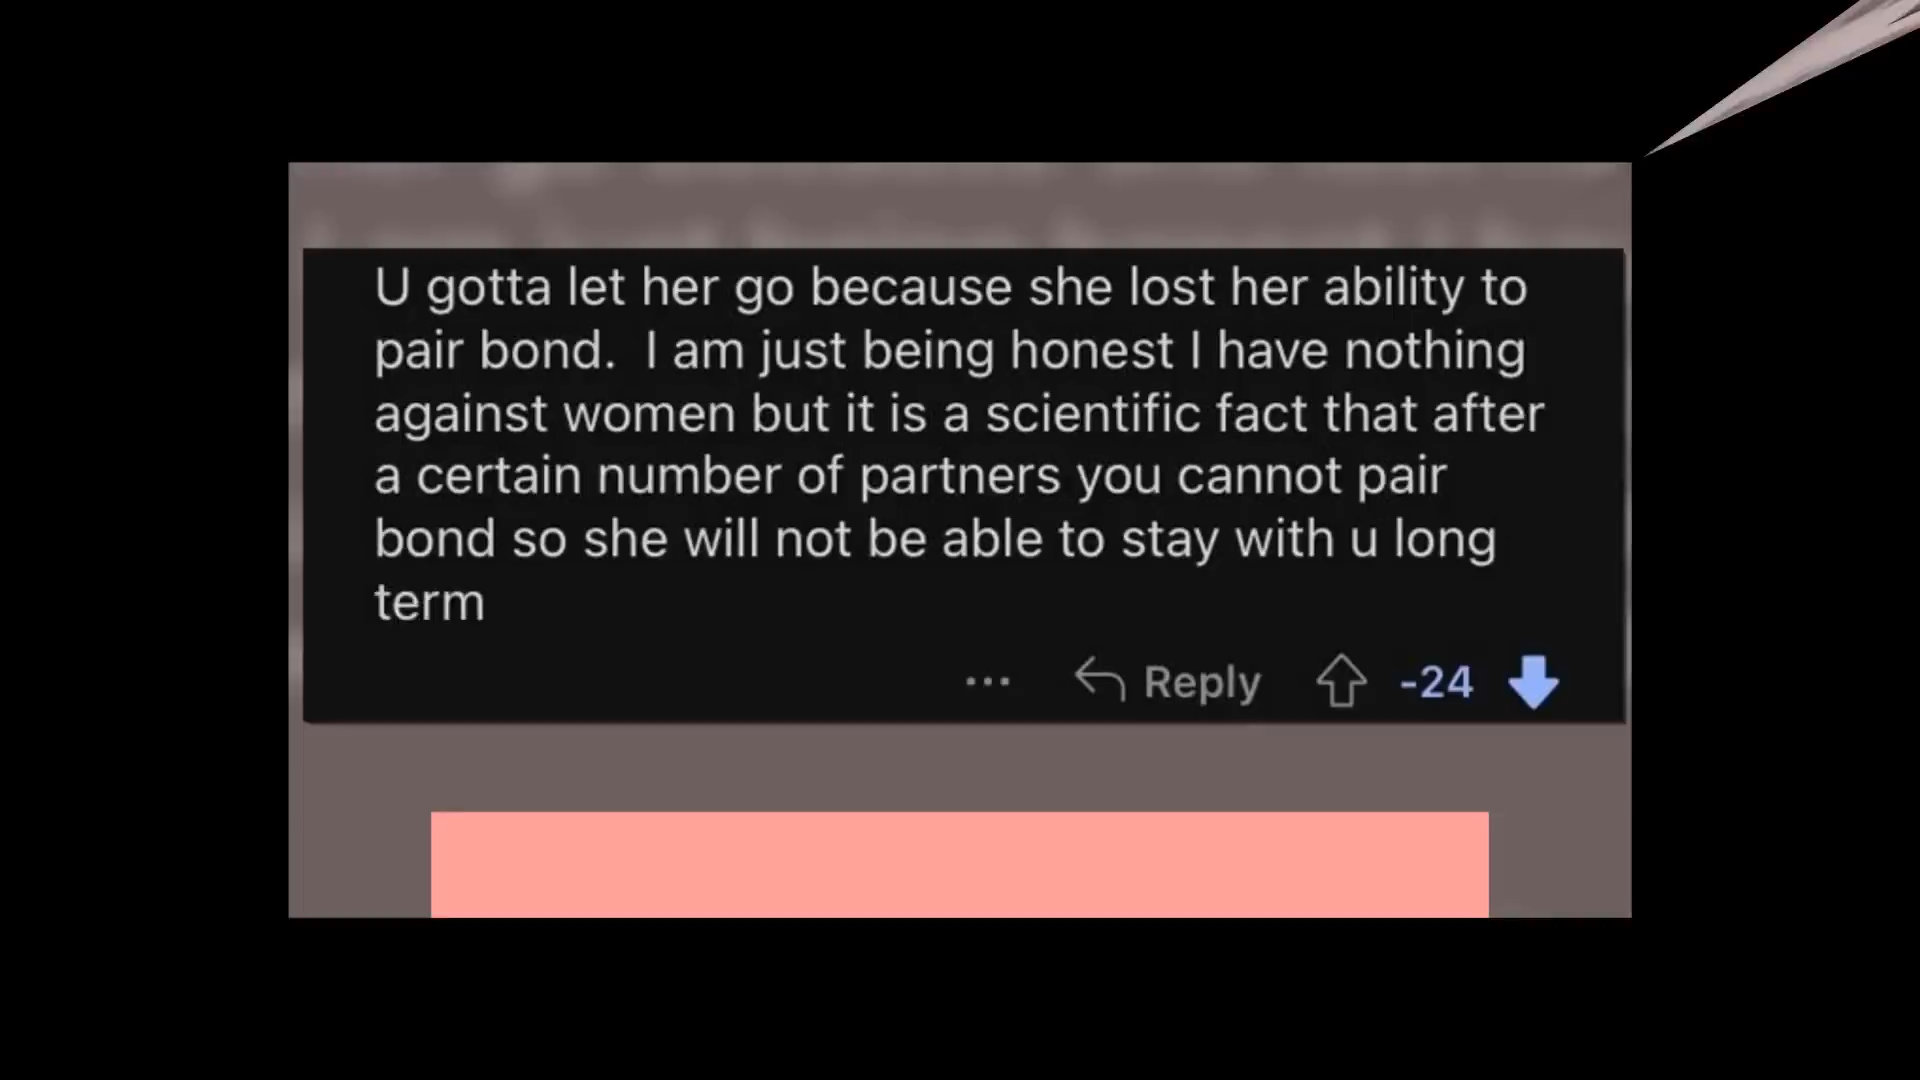 U gotta let her go because she lost her ability to
pair bond.  I am just being honest I have nothing
against women but it is a scientific fact that after
a certain number of partners you cannot pair
bond so she will not be able to stay with u long
term
... Reply -24